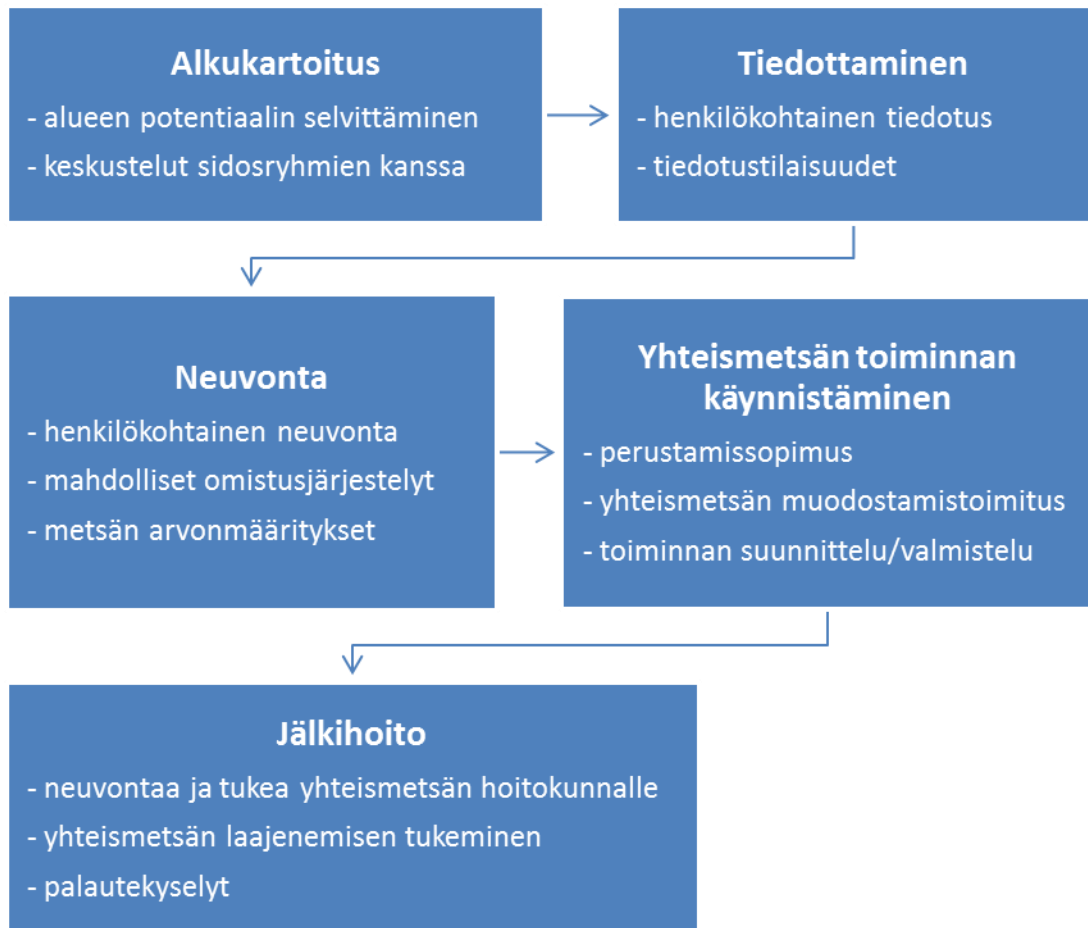 Alkukartoitus
- alueen potentiaalin selvittäminen
- keskustelut sidosryhmien kanssa
Tiedottaminen
- henkilökohtainen tiedotus
- tiedotustilaisuudet
Neuvonta
- henkilökohtainen neuvonta
- mahdolliset omistusjärjestelyt
- metsän arvonmääritykset
Yhteismetsän toiminnan
käynnistäminen
- perustamissopimus
- yhteismetsän muodostamistoimitus
- toiminnan suunnittelu/valmistelu
Jälkihoito
- neuvontaa ja tukea yhteismetsän hoitokunnalle
- yhteismetsän laajenemisen tukeminen
- palautekyselyt